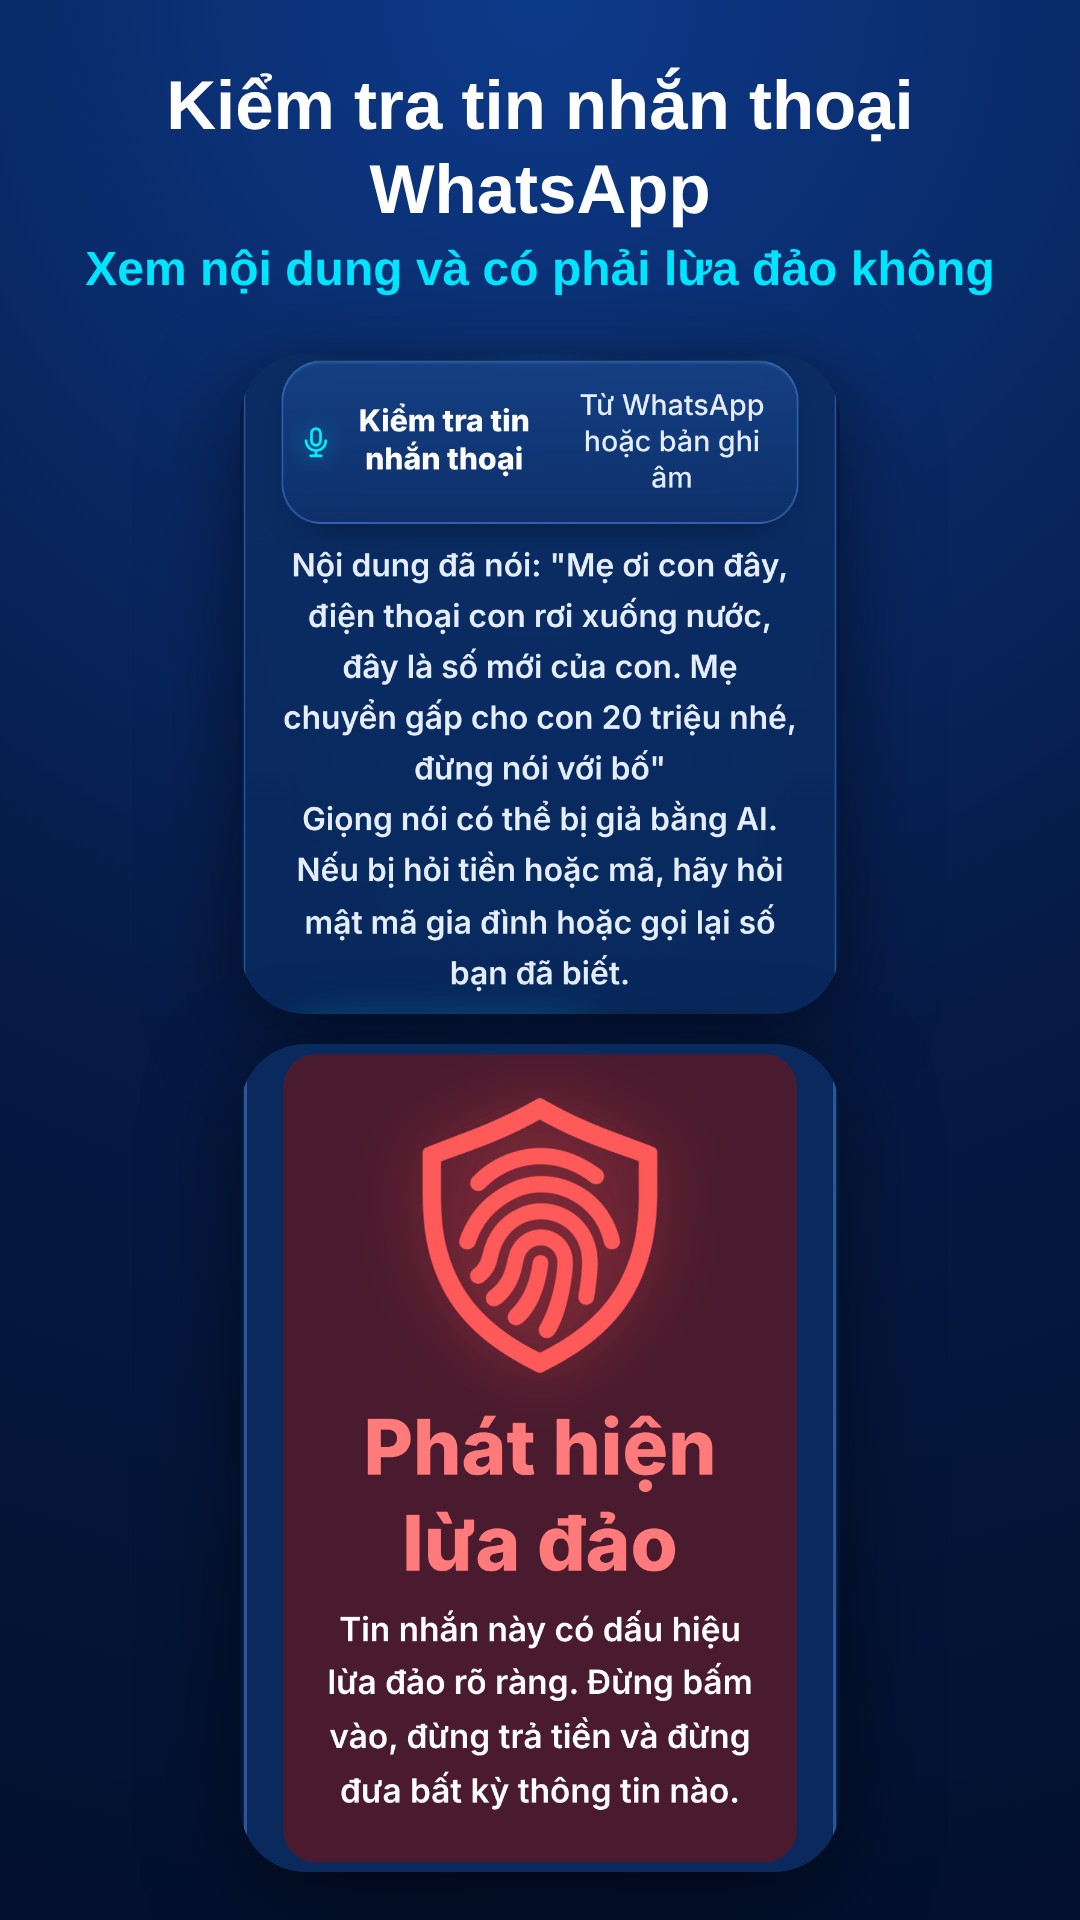 Kiểm tra tin nhắn thoại
WhatsApp
Xem nội dung và có phải lừa đảo không
Kiểm tra tin
nhắn thoại
Từ WhatsApp
hoặc bản ghi
âm
Nội dung đã nói: "Mẹ ơi con đây,
điện thoại con rơi xuống nước,
đây là số mới của con. Mẹ
chuyển gấp cho con 20 triệu nhé,
đừng nói với bố"
Giọng nói có thể bị giả bằng AI.
Nếu bị hỏi tiền hoặc mã, hãy hỏi
mật mã gia đình hoặc gọi lại số
bạn đã biết.
Phát hiện
lừa đảo
Tin nhắn này có dấu hiệu
lừa đảo rõ ràng. Đừng bấm
vào, đừng trả tiền và đừng
đưa bất kỳ thông tin nào.